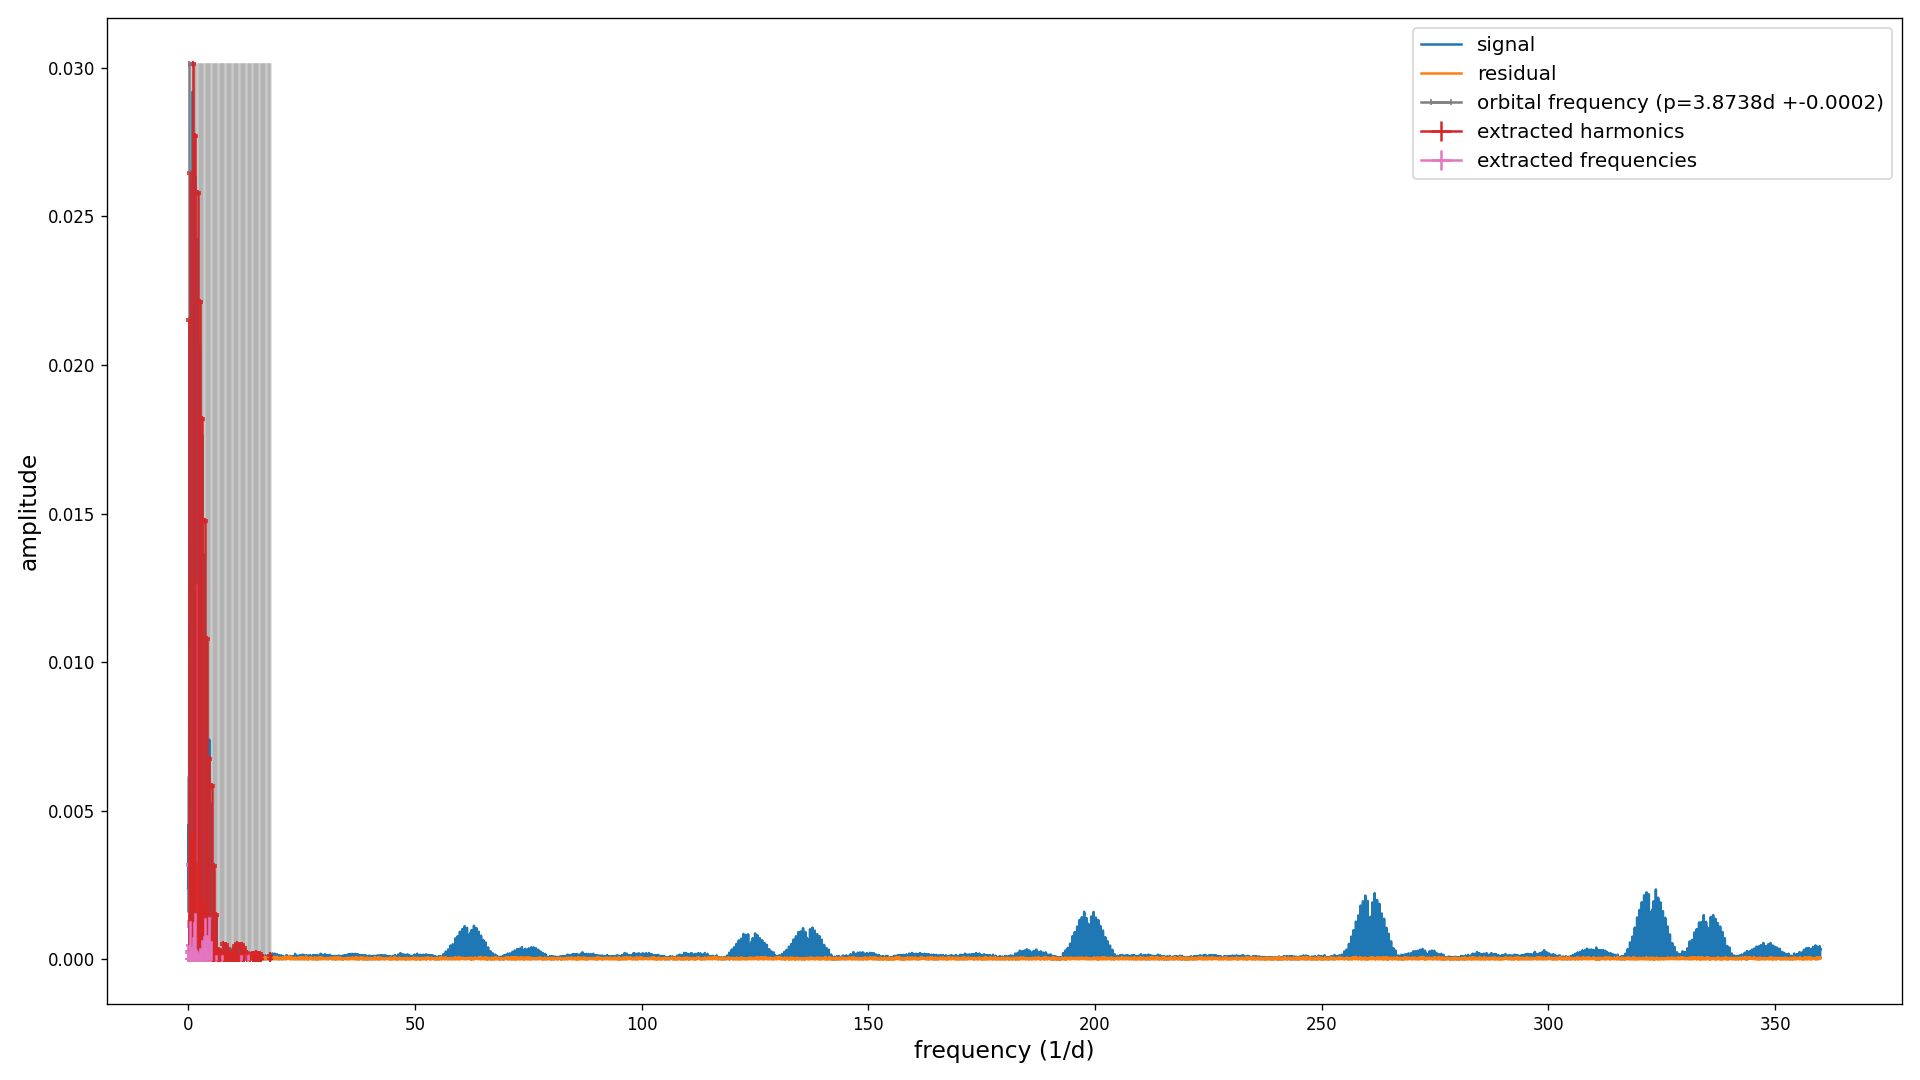 signal
residual
orbital frequency (p=3.8738d +-0.0002)
extracted harmonics
extracted frequencies
0.030
0.025
0.020
0.015
0.010
0.005
0.000
amplitude
0 50 100 150 200 250 300 350
frequency (1/d)